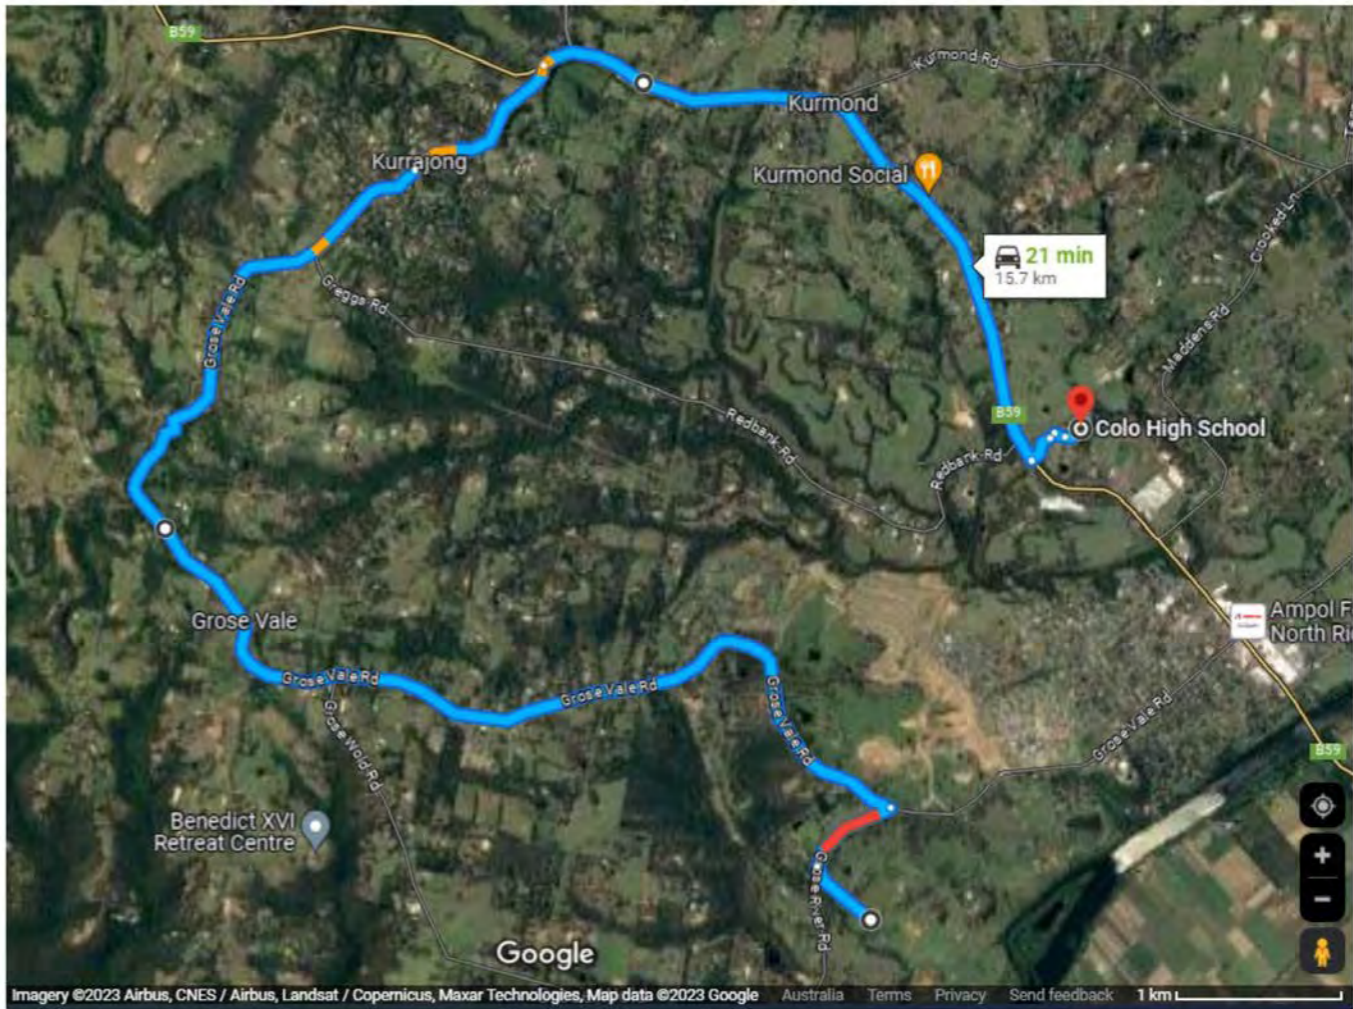 B59
Kurmond Rd
Kurmond
Kurrajong
Kurmond Social
21 min
15.7 km
Crooked Ln
Grose Vale Rd
Greggs Rd
Maddens Rd
B59
Colo High School
Redbank Rd
Redbank Rd
Grose Vale
Ampol F
North Ric
Grose Vale Rd
Grose Vale Rd
Grose Vale Rd
Grose Wold Rd
Grose Vale Rd
B59
Benedict XVI
Retreat Centre
Grose River Rd
Google
Imagery ©2023 Airbus, CNES / Airbus, Landsat / Copernicus, Maxar Technologies, Map data ©2023 Google Australia Terms Privacy Send feedback 1 km